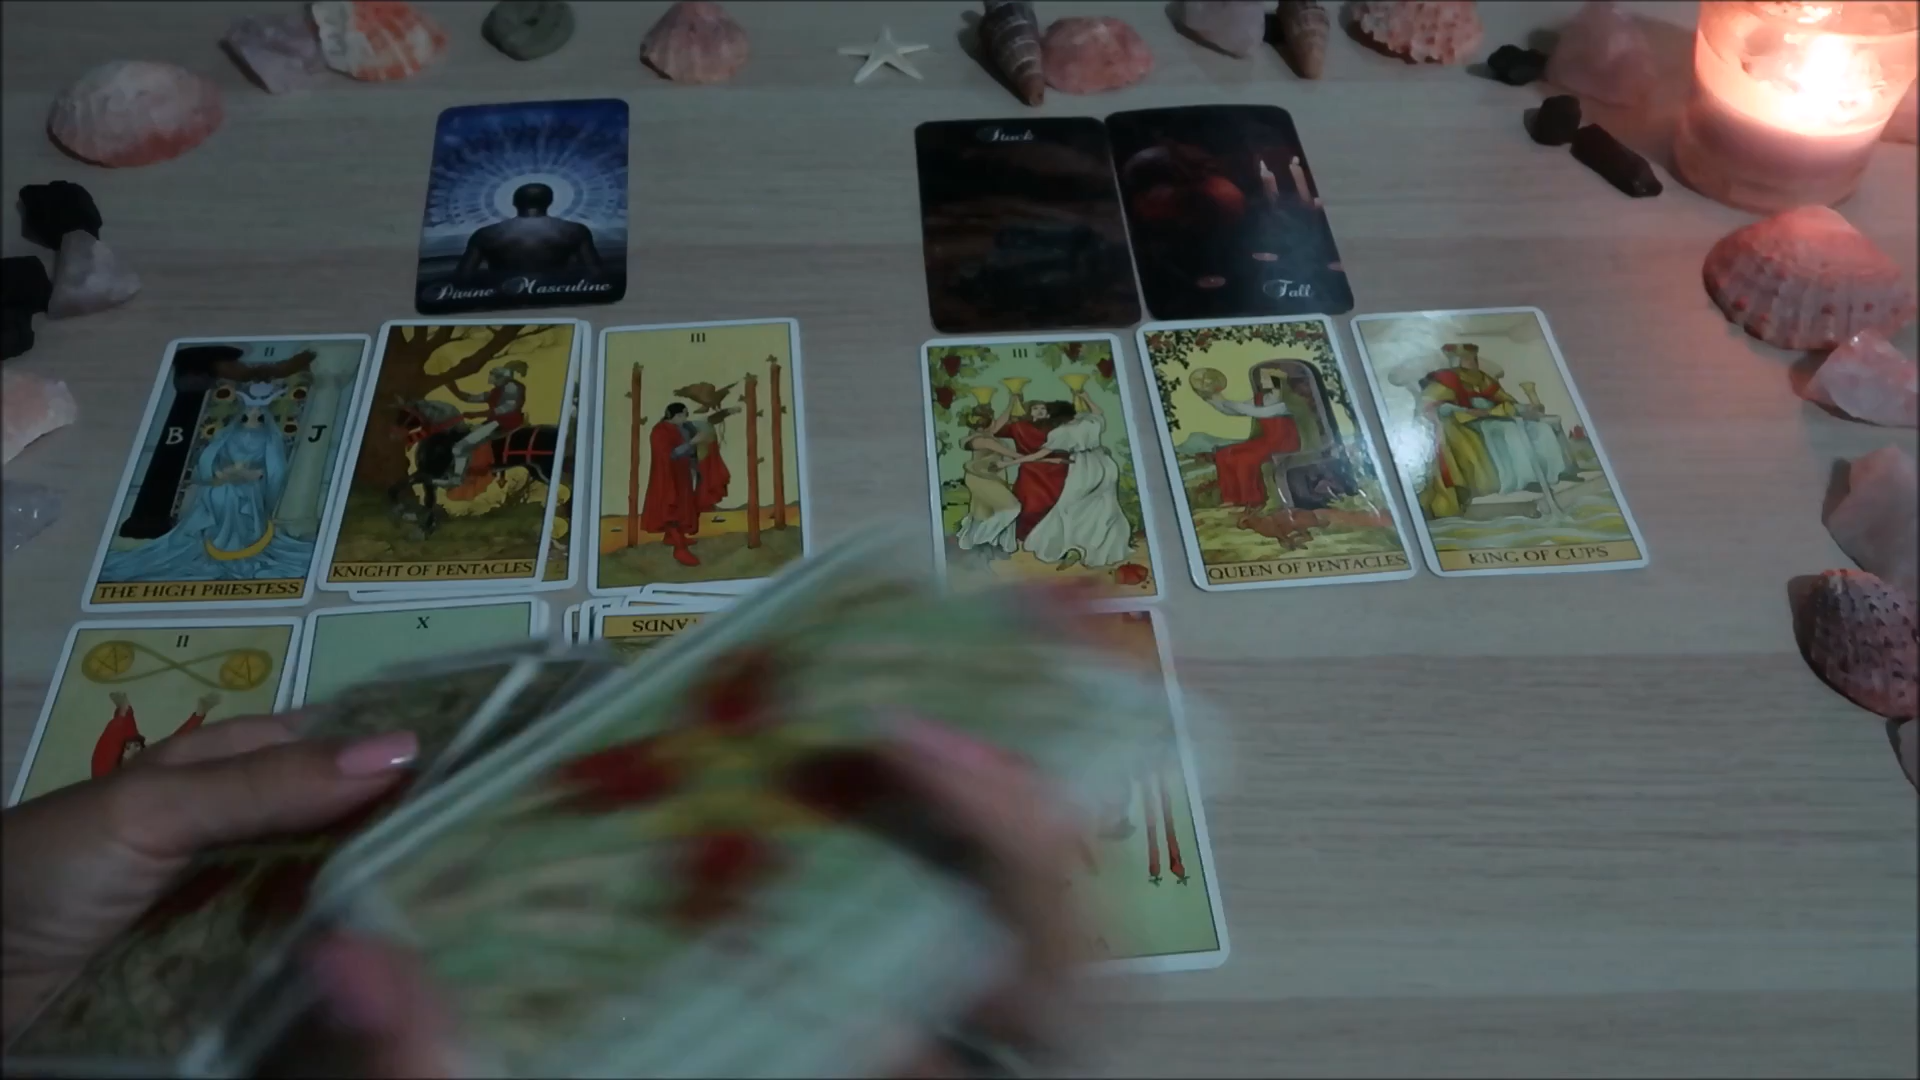 Divine Masculine
Stuck
Fall
II
B
J
THE HIGH PRIESTESS
KNIGHT OF PENTACLES
III
III
QUEEN OF PENTACLES
KING OF CUPS
II
X